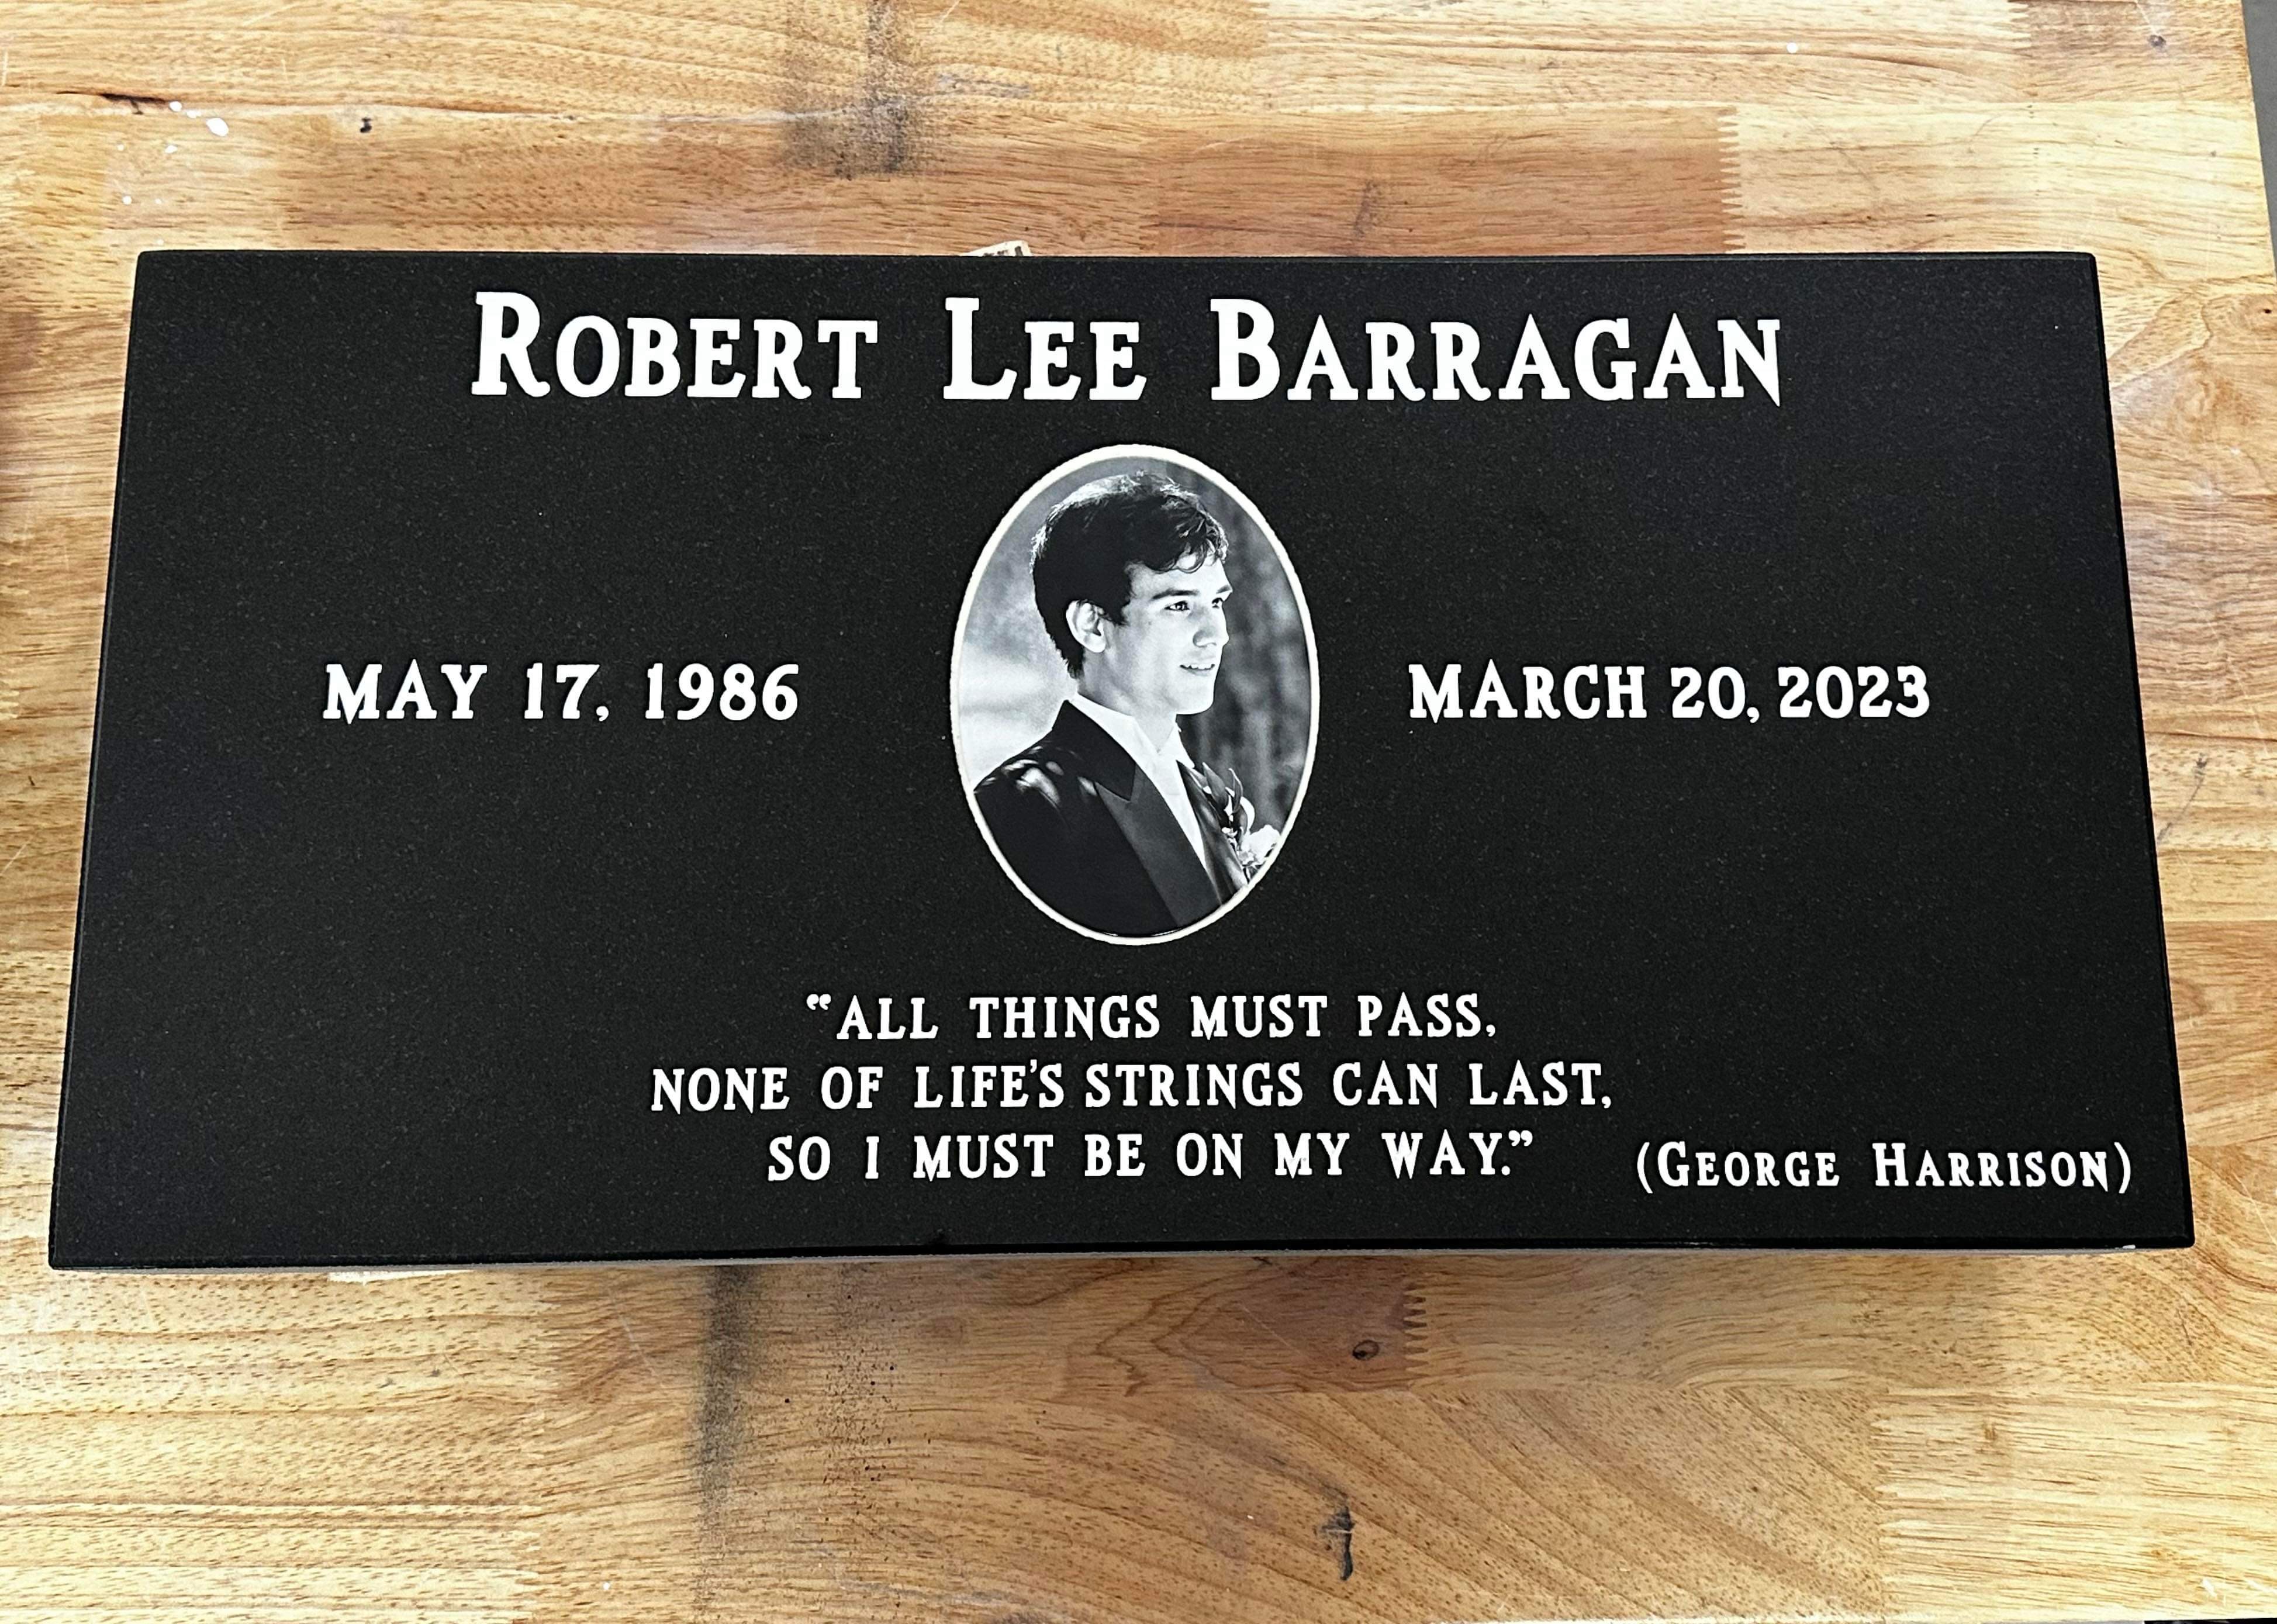 ROBERT LEE BARRAGAN
MAY 17, 1986
MARCH 20, 2023
“ALL THINGS MUST PASS,
NONE OF LIFE’S STRINGS CAN LAST,
SO I MUST BE ON MY WAY.”
(GEORGE HARRISON)